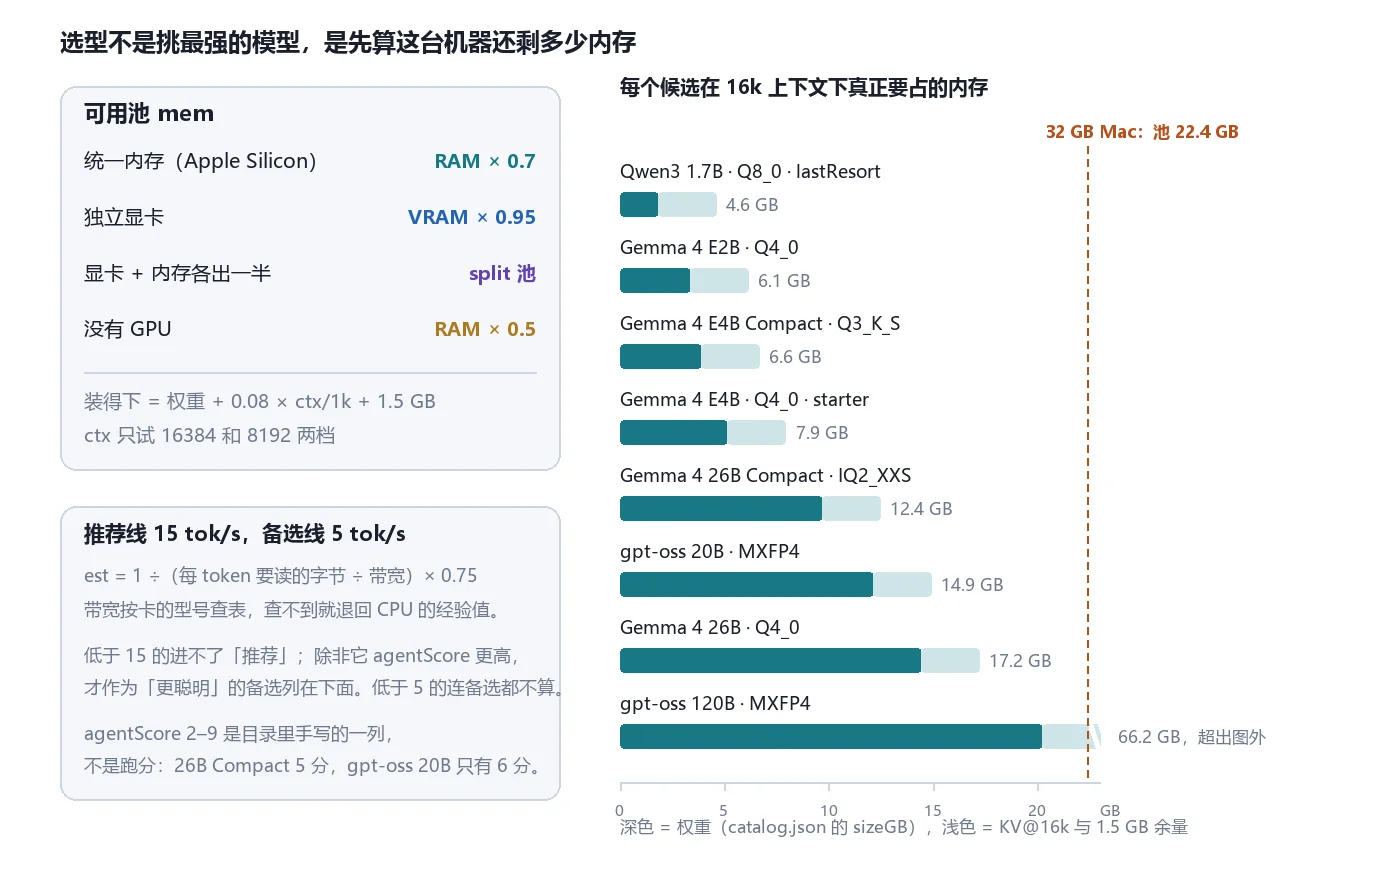 选型不是挑最强的模型，是先算这台机器还剩多少内存
可用池 mem
统一内存（Apple Silicon） RAM × 0.7
独立显卡 VRAM × 0.95
显卡 + 内存各出一半 split 池
没有 GPU RAM × 0.5
装得下 = 权重 + 0.08 × ctx/1k + 1.5 GB
ctx 只试 16384 和 8192 两档
推荐线 15 tok/s，备选线 5 tok/s
est = 1 ÷（每 token 要读的字节 ÷ 带宽）× 0.75
带宽按卡的型号查表，查不到就退回 CPU 的经验值。
低于 15 的进不了「推荐」；除非它 agentScore 更高，
才作为「更聪明」的备选列在下面。低于 5 的连备选都不算。
agentScore 2–9 是目录里手写的一列，
不是跑分：26B Compact 5 分，gpt-oss 20B 只有 6 分。
每个候选在 16k 上下文下真正要占的内存
32 GB Mac：池 22.4 GB
Qwen3 1.7B · Q8_0 · lastResort
4.6 GB
Gemma 4 E2B · Q4_0
6.1 GB
Gemma 4 E4B Compact · Q3_K_S
6.6 GB
Gemma 4 E4B · Q4_0 · starter
7.9 GB
Gemma 4 26B Compact · IQ2_XXS
12.4 GB
gpt-oss 20B · MXFP4
14.9 GB
Gemma 4 26B · Q4_0
17.2 GB
gpt-oss 120B · MXFP4
66.2 GB，超出图外
0 5 10 15 20 GB
深色 = 权重（catalog.json 的 sizeGB），浅色 = KV@16k 与 1.5 GB 余量